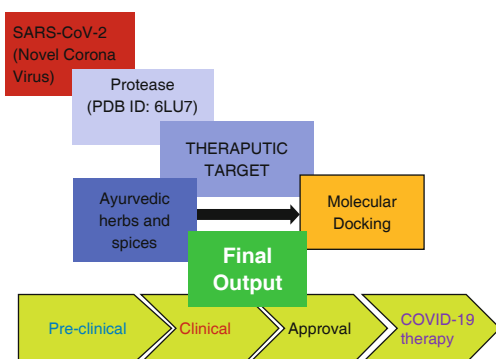 SARS-CoV-2
(Novel Corona
Virus)
Protease
(PDB ID: 6LU7)
THERAPUTIC
TARGET
Ayurvedic
herbs and
spices
Molecular
Docking
Final
Output
Pre-clinical
Clinical
Approval
COVID-19
therapy